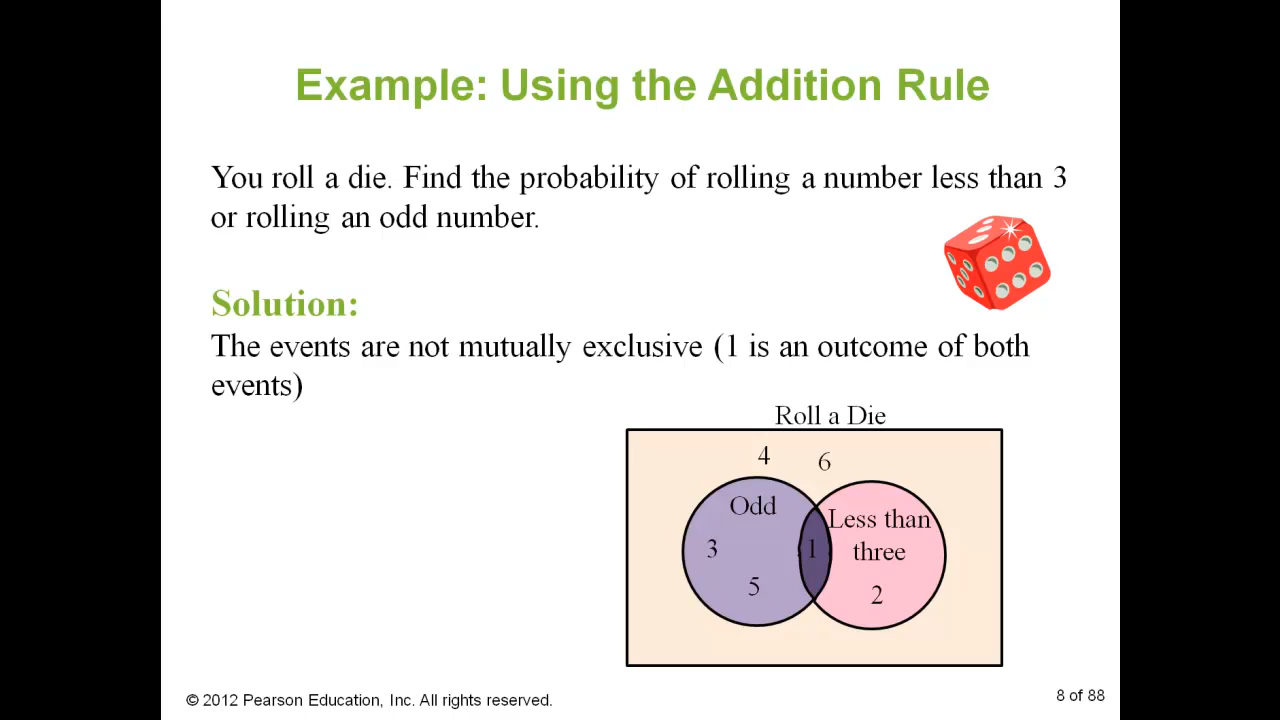 Example: Using the Addition Rule
You roll a die. Find the probability of rolling a number less than 3
or rolling an odd number.
Solution:
The events are not mutually exclusive (1 is an outcome of both
events)
Roll a Die
4
6
Odd
Less than
three
3
1
5
2
© 2012 Pearson Education, Inc. All rights reserved.
8 of 88